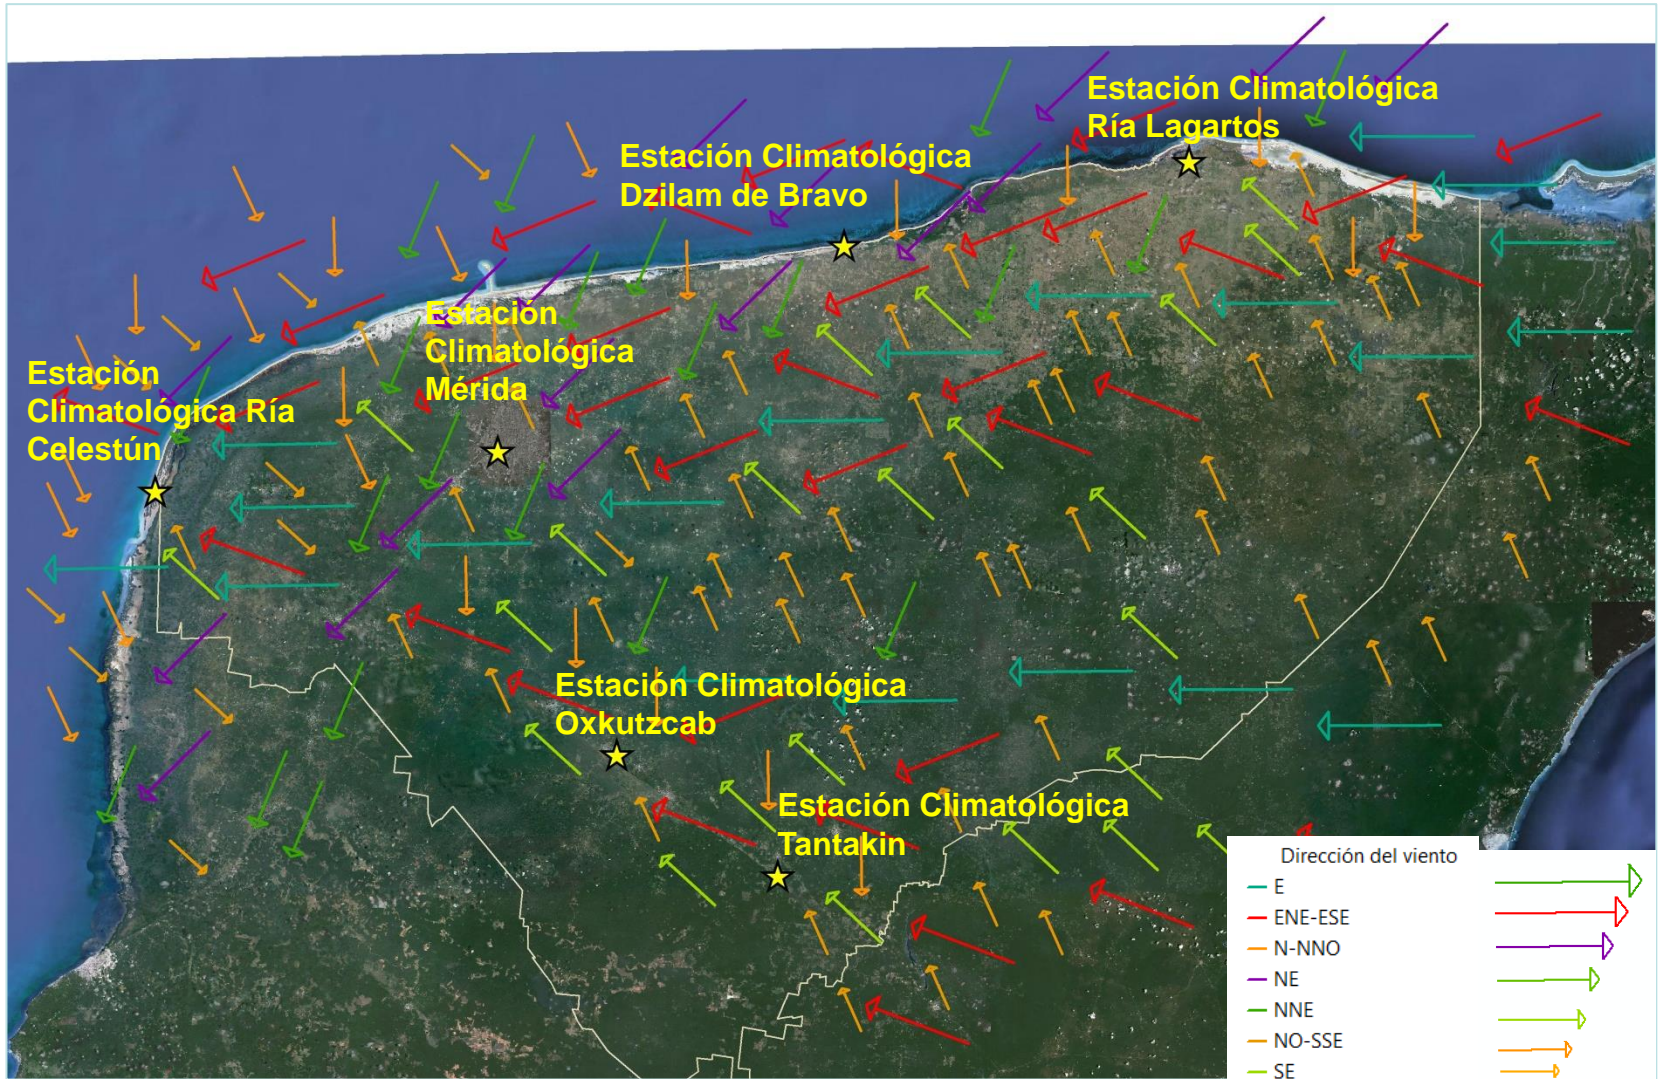 Estación Climatológica
Ría Lagartos
Estación Climatológica
Dzilam de Bravo
Estación
Climatológica
Mérida
Estación
Climatológica Ría
Celestún
Estación Climatológica
Oxkutzcab
Estación Climatológica
Tantakin
Dirección del viento
E
ENE-ESE
N-NNO
NE
NNE
NO-SSE
SE